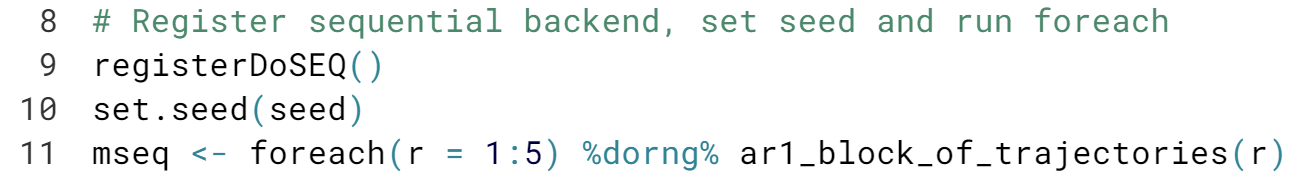 8 # Register sequential backend, set seed and run foreach
9 registerDoSEQ()
10 set.seed(seed)
11 mseq <- foreach(r = 1:5) %dorng% ar1_block_of_trajectories(r)